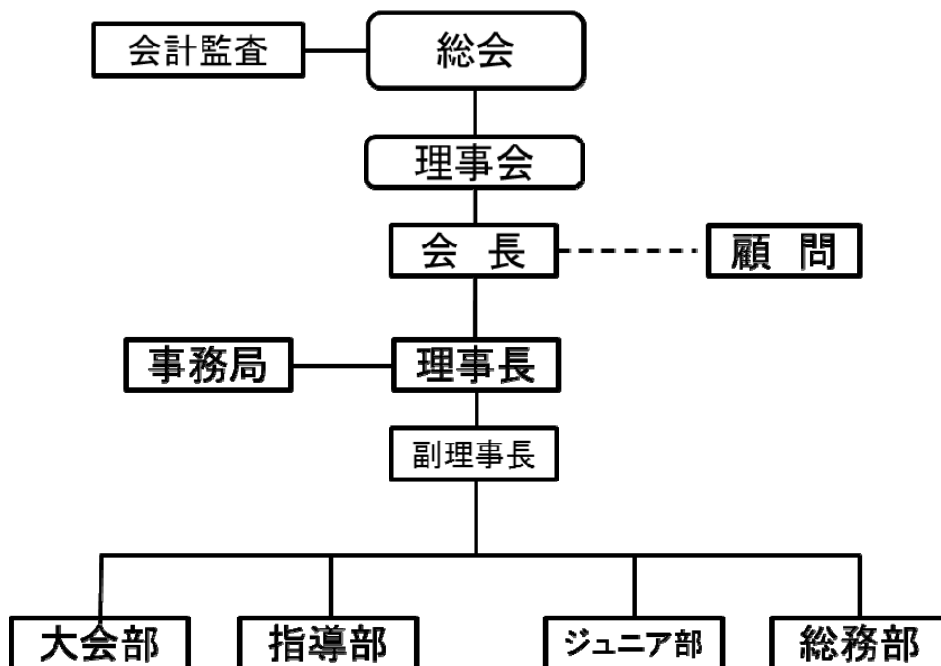 会計監査
総会
理事会
会 長
顧 問
事務局
理事長
副理事長
大会部
指導部
ジュニア部
総務部